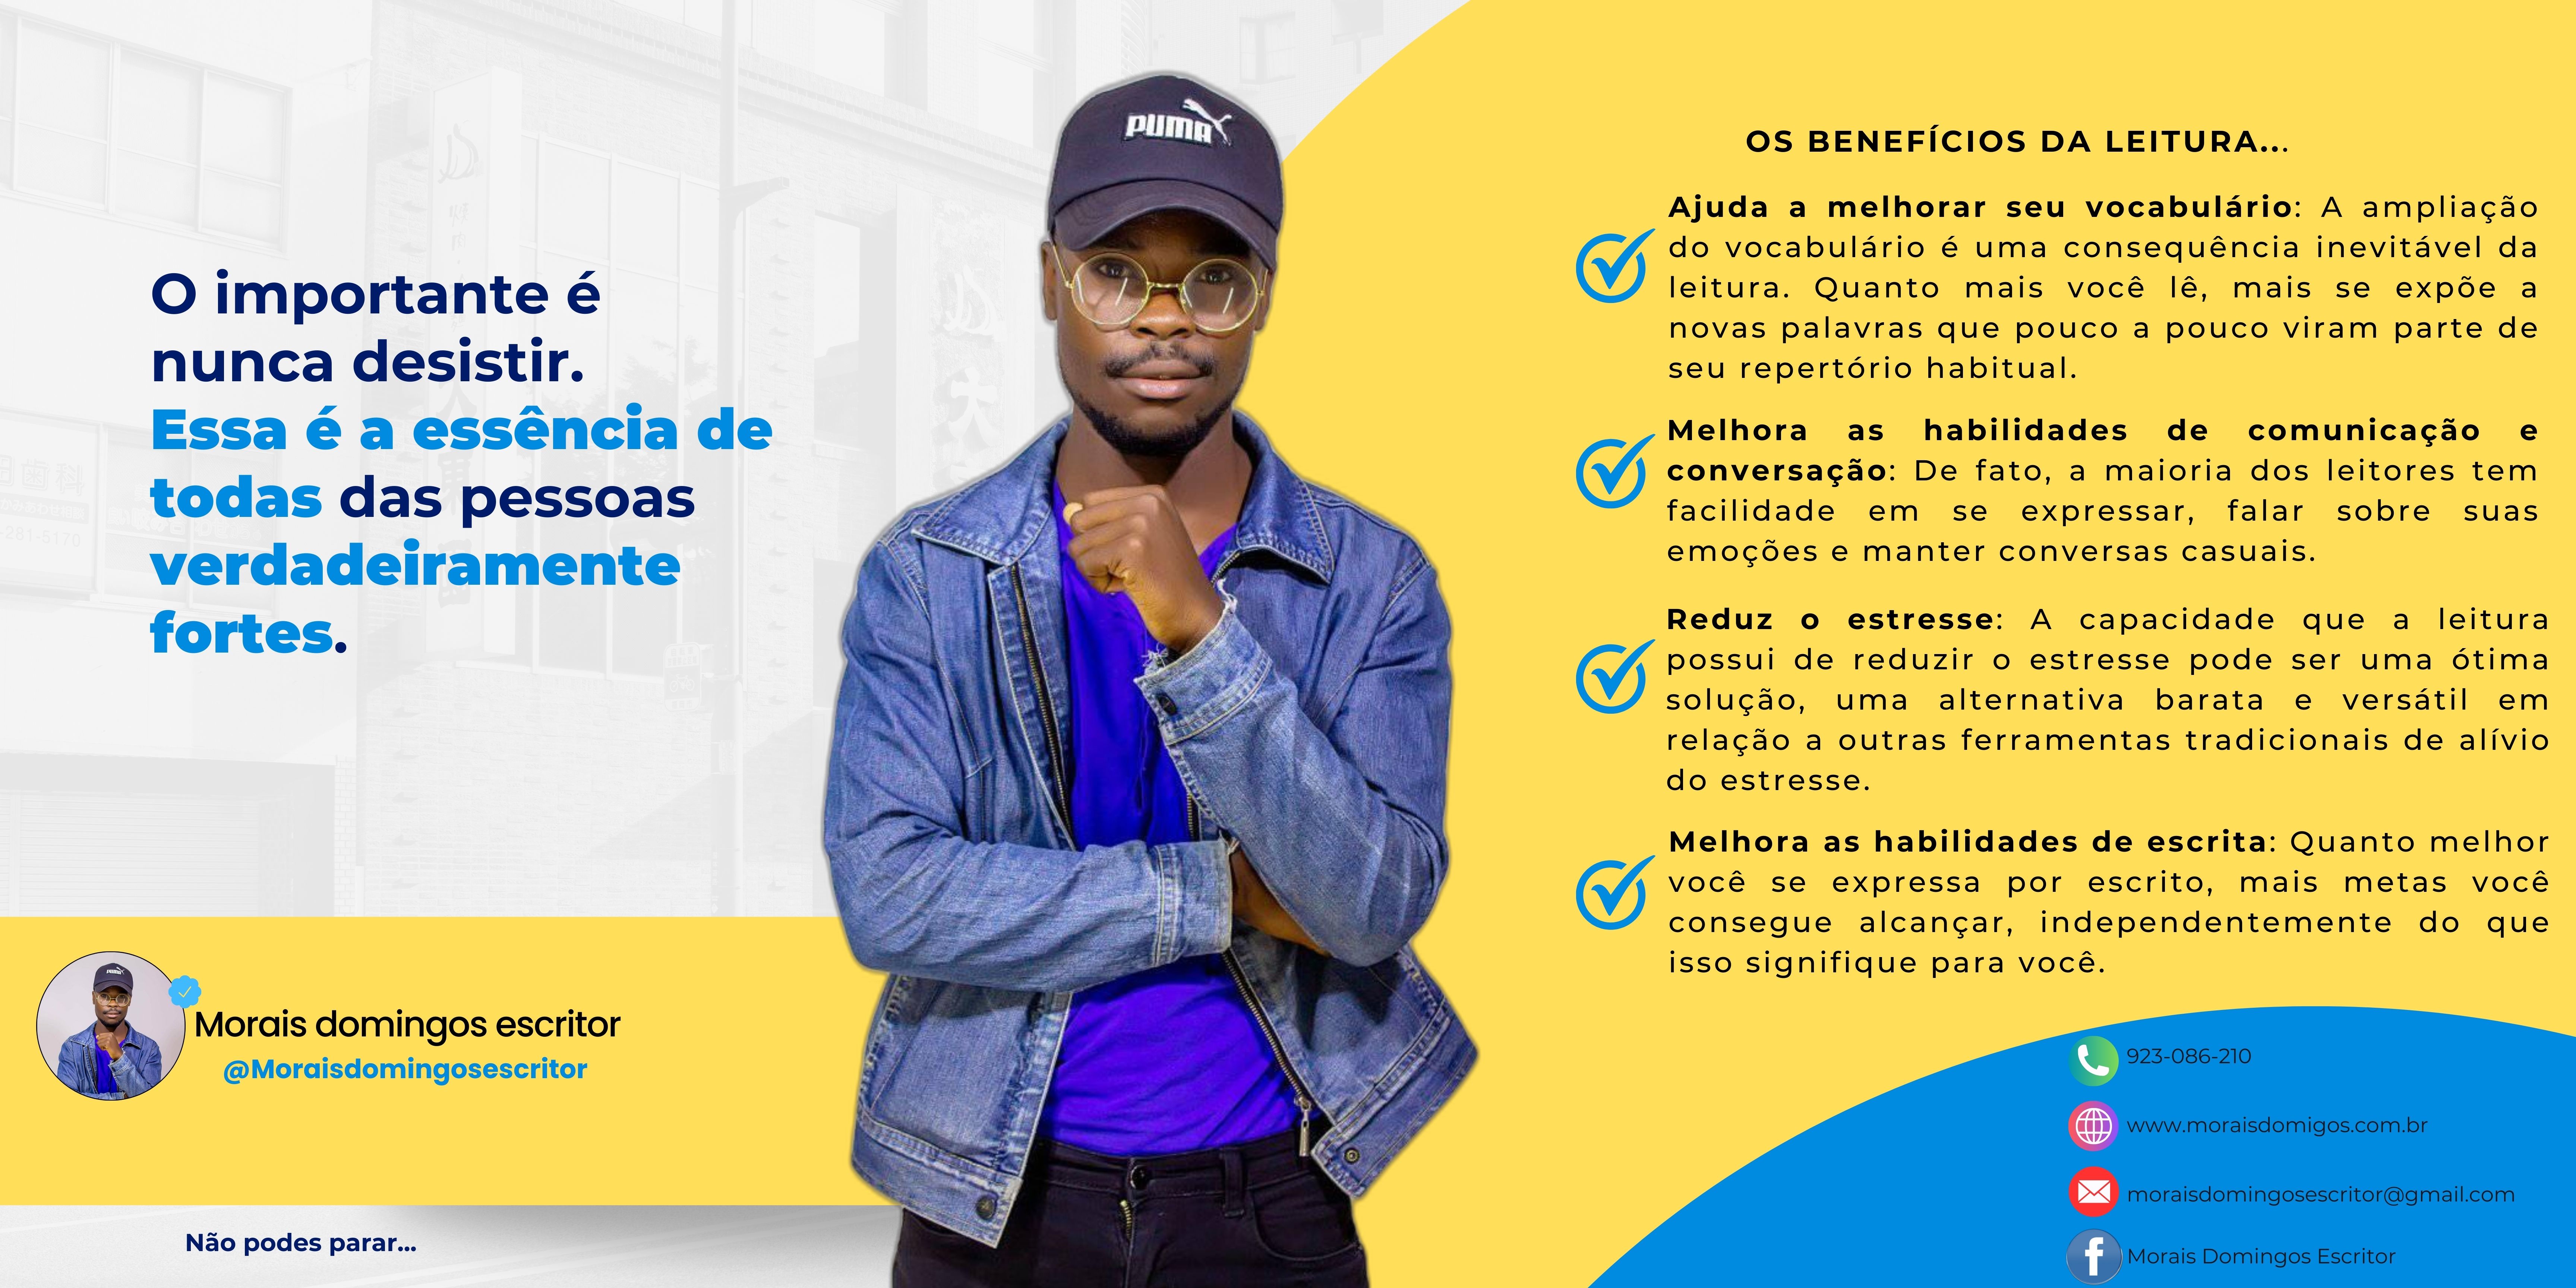 O importante é
nunca desistir.
Essa é a essência de
todas das pessoas
verdadeiramente
fortes.
Morais domingos escritor
@Moraisdomingosescritor
Não podes parar...
PUMA
OS BENEFÍCIOS DA LEITURA...
Ajuda a melhorar seu vocabulário: A ampliação
do vocabulário é uma consequência inevitável da
leitura. Quanto mais você lê, mais se expõe a
novas palavras que pouco a pouco viram parte de
seu repertório habitual.
Melhora as habilidades de comunicação e
conversação: De fato, a maioria dos leitores tem
facilidade em se expressar, falar sobre suas
emoções e manter conversas casuais.
Reduz o estresse: A capacidade que a leitura
possui de reduzir o estresse pode ser uma ótima
solução, uma alternativa barata e versátil em
relação a outras ferramentas tradicionais de alívio
do estresse.
Melhora as habilidades de escrita: Quanto melhor
você se expressa por escrito, mais metas você
consegue alcançar, independentemente do que
isso signifique para você.
923-086-210
www.moraisdomigos.com.br
moraisdomingosescritor@gmail.com
Morais Domingos Escritor